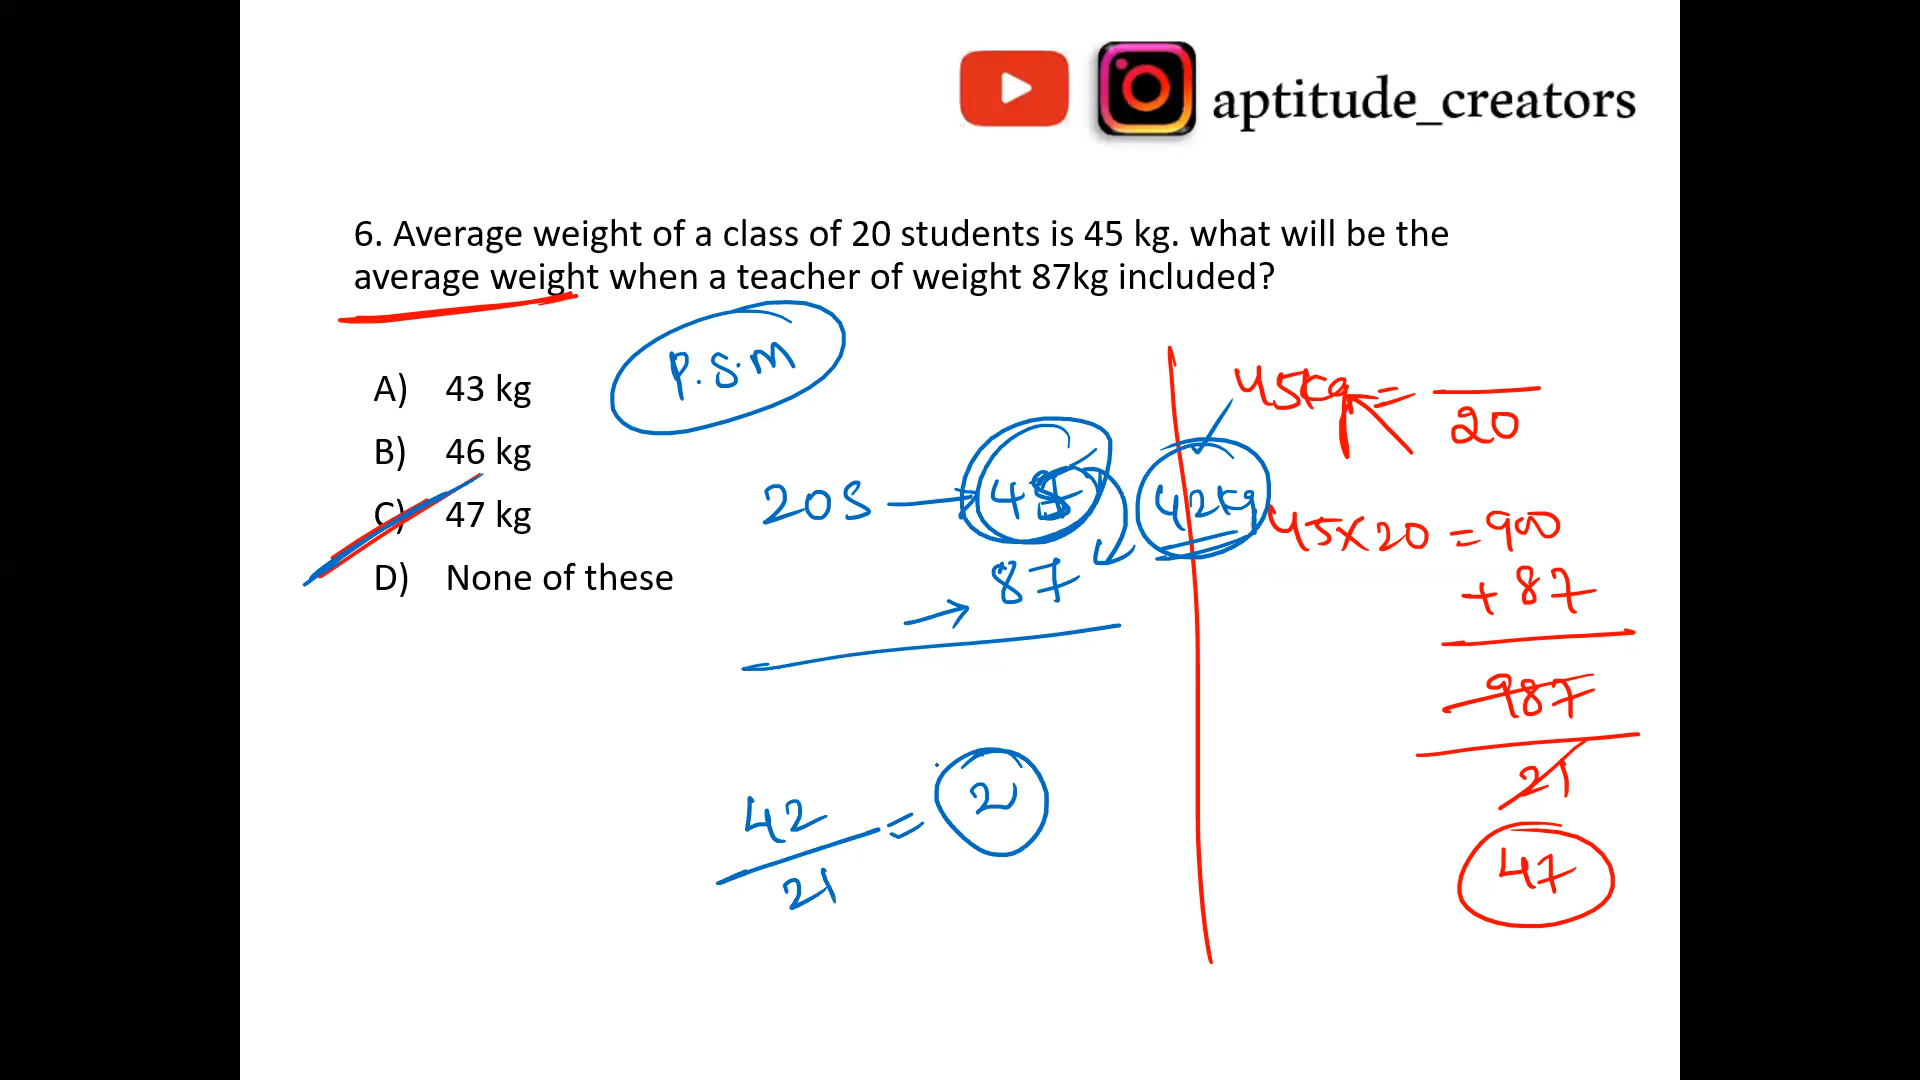 aptitude_creators
6. Average weight of a class of 20 students is 45 kg. what will be the
average weight when a teacher of weight 87kg included?
A) 43 kg
B) 46 kg
C) 47 kg
D) None of these
P.S.M
20S
42kg
87
42
21
= 2
45kg =
20
45x20 = 900
+ 87
987
21
47